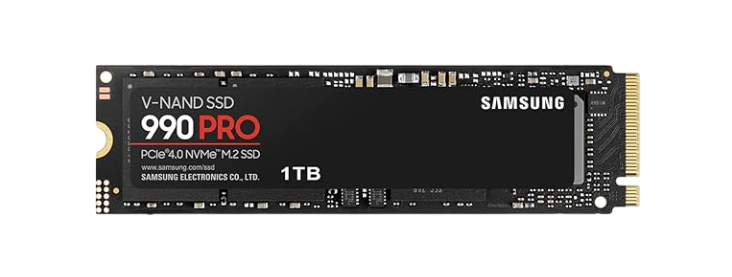 V-NAND SSD
990 PRO
PCIe®4.0 NVMe™ M.2 SSD
www.samsung.com/ssd
SAMSUNG ELECTRONICS CO., LTD.
1TB
SAMSUNG